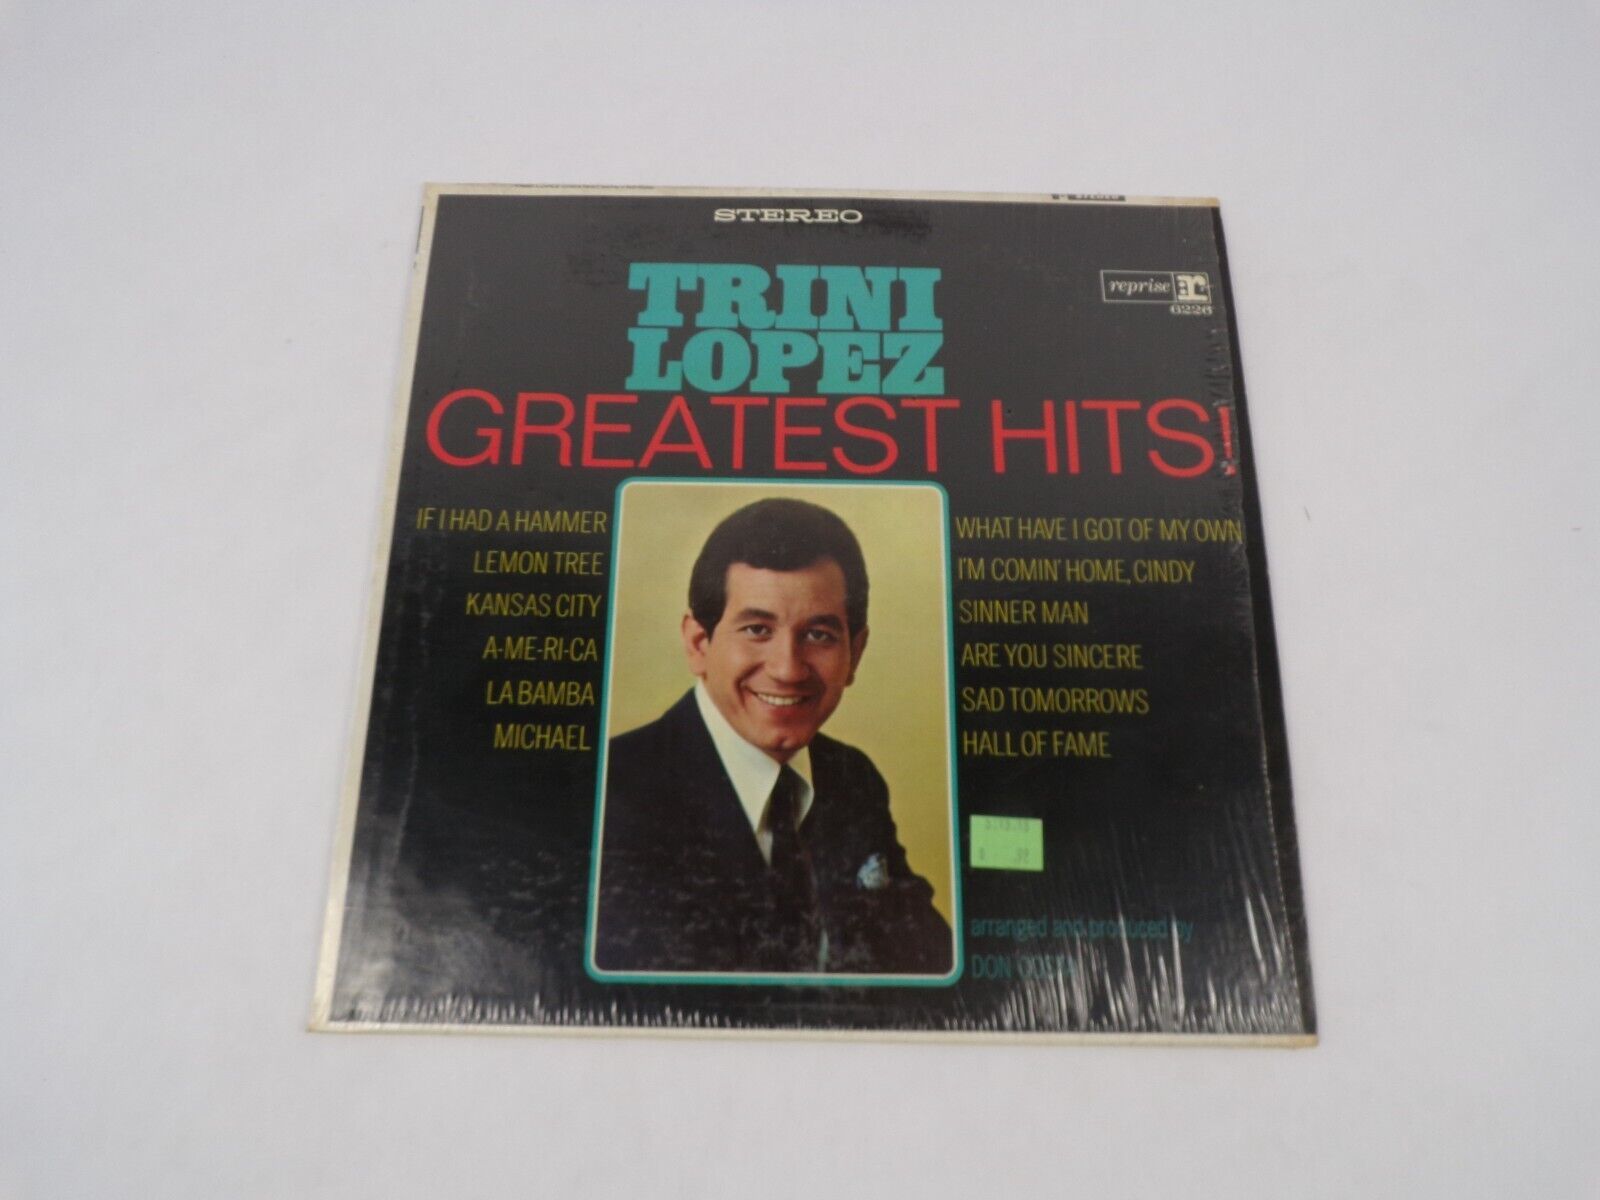 STEREO
TRINI
LOPEZ
reprise r
6226
GREATEST HITS!
IF I HAD A HAMMER
LEMON TREE
KANSAS CITY
A-ME-RI-CA
LA BAMBA
MICHAEL
WHAT HAVE I GOT OF MY OWN
I'M COMIN' HOME, CINDY
SINNER MAN
ARE YOU SINCERE
SAD TOMORROWS
HALL OF FAME
arranged and produced by
DON COSTA